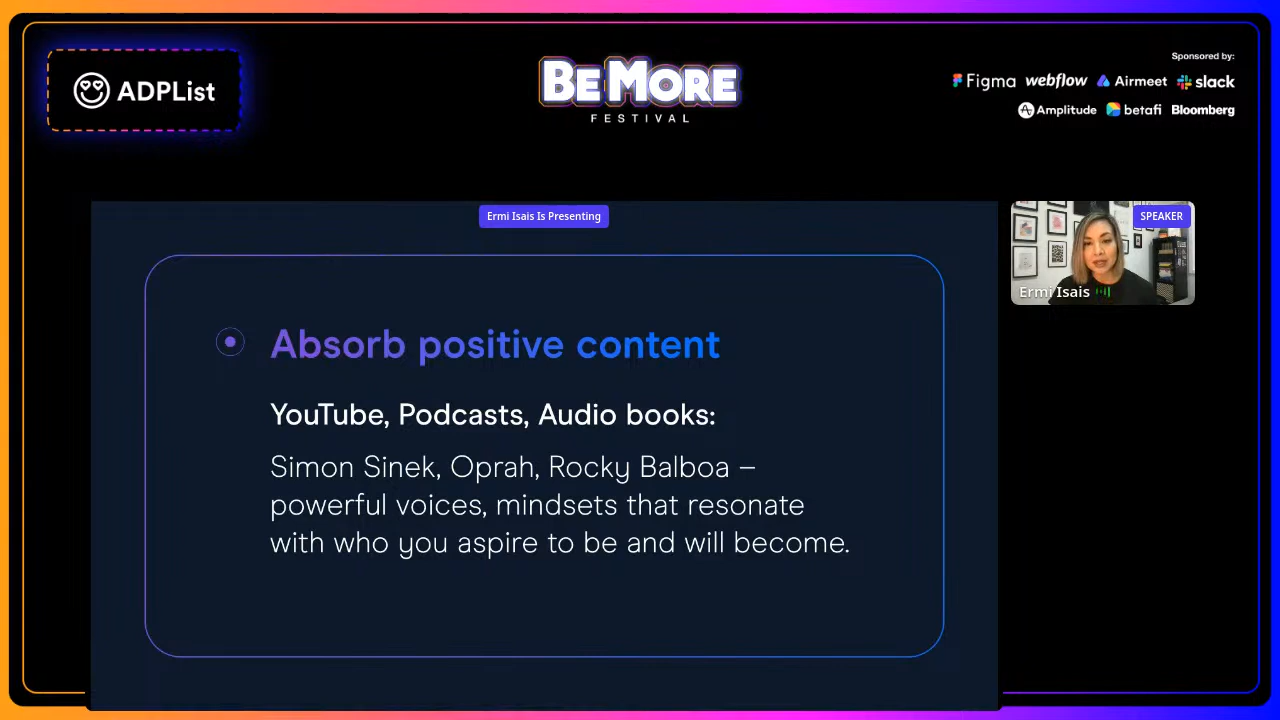 ADPList
BE MORE
FESTIVAL
Sponsored by:
Figma webflow Airmeet slack
Amplitude betafi Bloomberg
Ermi Isais Is Presenting
SPEAKER
Ermi Isais
Absorb positive content
YouTube, Podcasts, Audio books:
Simon Sinek, Oprah, Rocky Balboa –
powerful voices, mindsets that resonate
with who you aspire to be and will become.